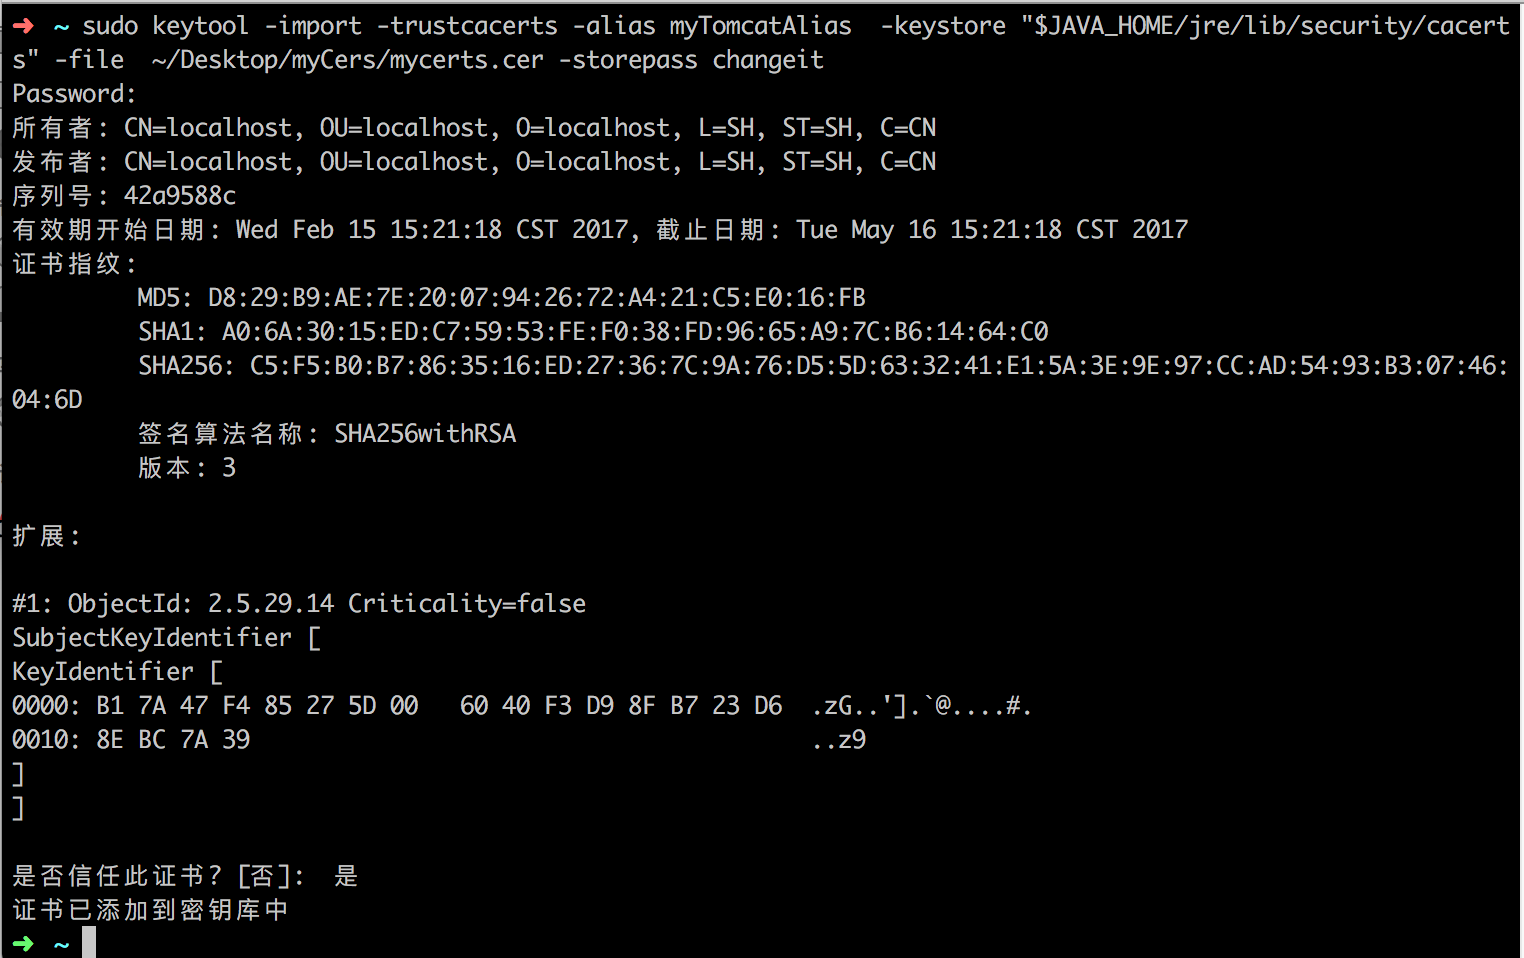 ➜ ~ sudo keytool -import -trustcacerts -alias myTomcatAlias  -keystore "$JAVA_HOME/jre/lib/security/cacert
s" -file  ~/Desktop/myCers/mycerts.cer -storepass changeit
Password:
所有者: CN=localhost, OU=localhost, O=localhost, L=SH, ST=SH, C=CN
发布者: CN=localhost, OU=localhost, O=localhost, L=SH, ST=SH, C=CN
序列号: 42a9588c
有效期开始日期: Wed Feb 15 15:21:18 CST 2017, 截止日期: Tue May 16 15:21:18 CST 2017
证书指纹:
MD5: D8:29:B9:AE:7E:20:07:94:26:72:A4:21:C5:E0:16:FB
SHA1: A0:6A:30:15:ED:C7:59:53:FE:F0:38:FD:96:65:A9:7C:B6:14:64:C0
SHA256: C5:F5:B0:B7:86:35:16:ED:27:36:7C:9A:76:D5:5D:63:32:41:E1:5A:3E:9E:97:CC:AD:54:93:B3:07:46:
04:6D
签名算法名称: SHA256withRSA
版本: 3
扩展:
#1: ObjectId: 2.5.29.14 Criticality=false
SubjectKeyIdentifier [
KeyIdentifier [
0000: B1 7A 47 F4 85 27 5D 00   60 40 F3 D9 8F B7 23 D6  .zG..'].`@....#.
0010: 8E BC 7A 39                                        ..z9
]
]
是否信任此证书? [否]:  是
证书已添加到密钥库中
➜ ~